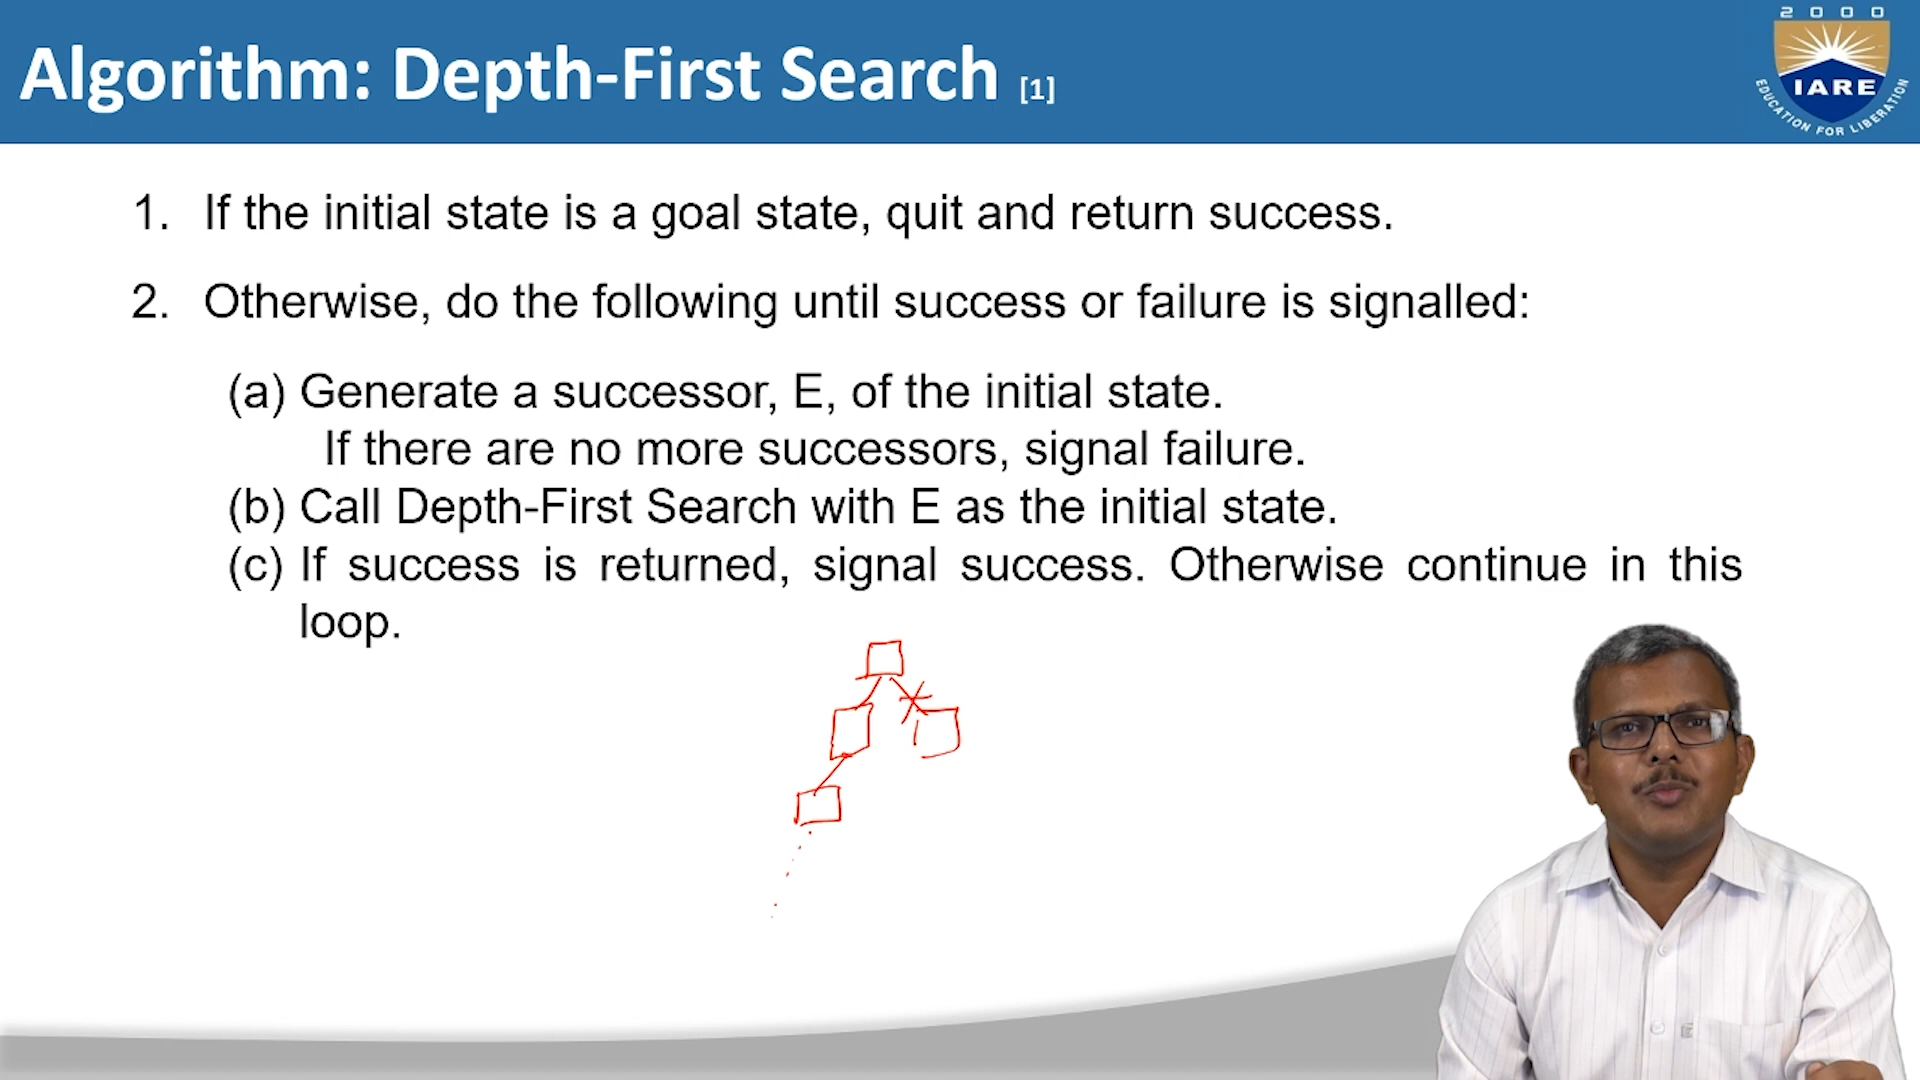 Algorithm: Depth-First Search [1]
2000
IARE
EDUCATION FOR LIBERATION
1. If the initial state is a goal state, quit and return success.
2. Otherwise, do the following until success or failure is signalled:
(a) Generate a successor, E, of the initial state.
If there are no more successors, signal failure.
(b) Call Depth-First Search with E as the initial state.
(c) If success is returned, signal success. Otherwise continue in this
loop.